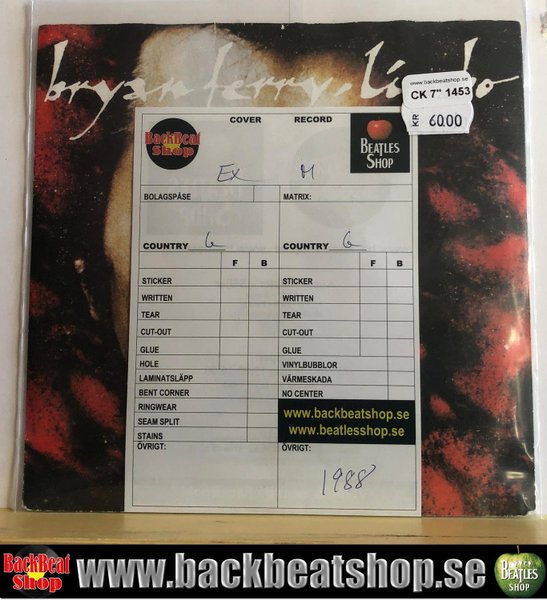 bryan ferry. limbo
www.backbeatshop.se
CK 7" 1453
KR 60.00
COVER RECORD
BackBeat
Shop
BEATLES
SHOP
Ex M
BOLAGSPÅSE MATRIX:
COUNTRY G COUNTRY G
F B F B
STICKER STICKER
WRITTEN WRITTEN
TEAR TEAR
CUT-OUT CUT-OUT
GLUE GLUE
HOLE VINYLBUBBLOR
LAMINATSLÄPP VÄRMESKADA
BENT CORNER NO CENTER
RINGWEAR
SEAM SPLIT
STAINS
www.backbeatshop.se
www.beatlesshop.se
ÖVRIGT: ÖVRIGT:
1988
BackBeat
Shop
www.backbeatshop.se
BEATLES
SHOP